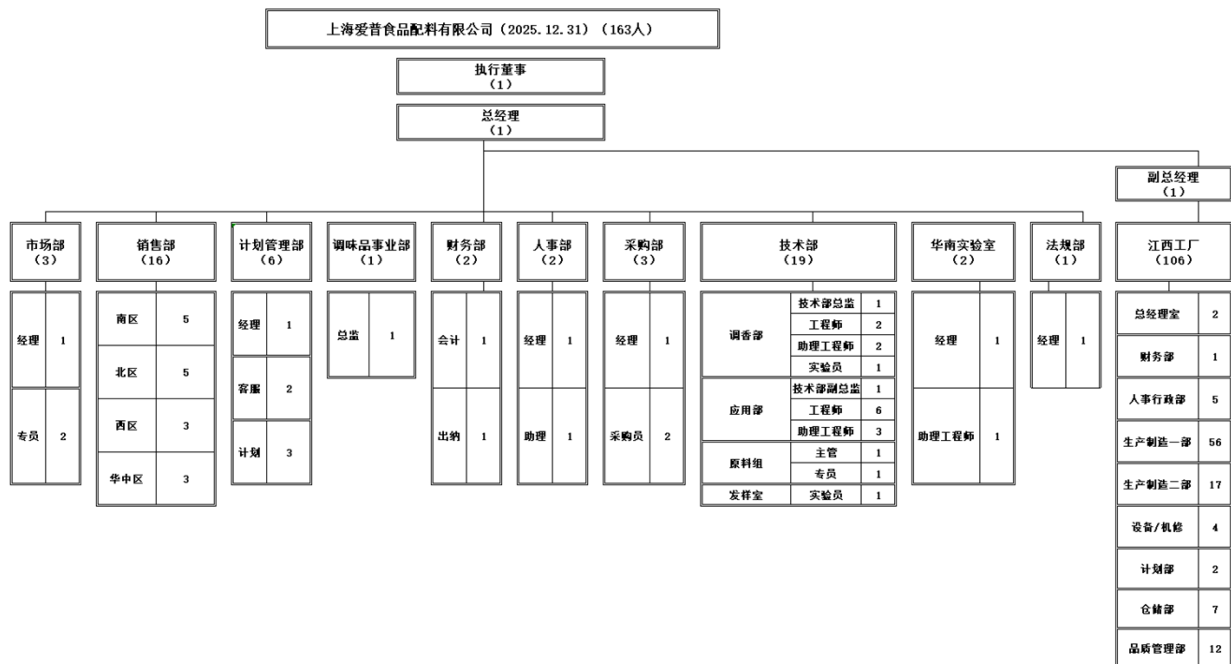 上海爱普食品配料有限公司（2025.12.31）（163人）
执行董事
（1）
总经理
（1）
副总经理
（1）
市场部
（3）
经理 1
专员 2
销售部
（16）
南区 5
北区 5
西区 3
华中区 3
计划管理部
（6）
经理 1
客服 2
计划 3
调味品事业部
（1）
总监 1
财务部
（2）
会计 1
出纳 1
人事部
（2）
经理 1
助理 1
采购部
（3）
经理 1
采购员 2
技术部
（19）
调香部
技术部总监 1
工程师 2
助理工程师 2
实验员 1
应用部
技术部副总监 1
工程师 6
助理工程师 3
原料组
主管 1
专员 1
发样室 实验员 1
华南实验室
（2）
经理 1
助理工程师 1
法规部
（1）
经理 1
江西工厂
（106）
总经理室 2
财务部 1
人事行政部 5
生产制造一部 56
生产制造二部 17
设备/机修 4
计划部 2
仓储部 7
品质管理部 12